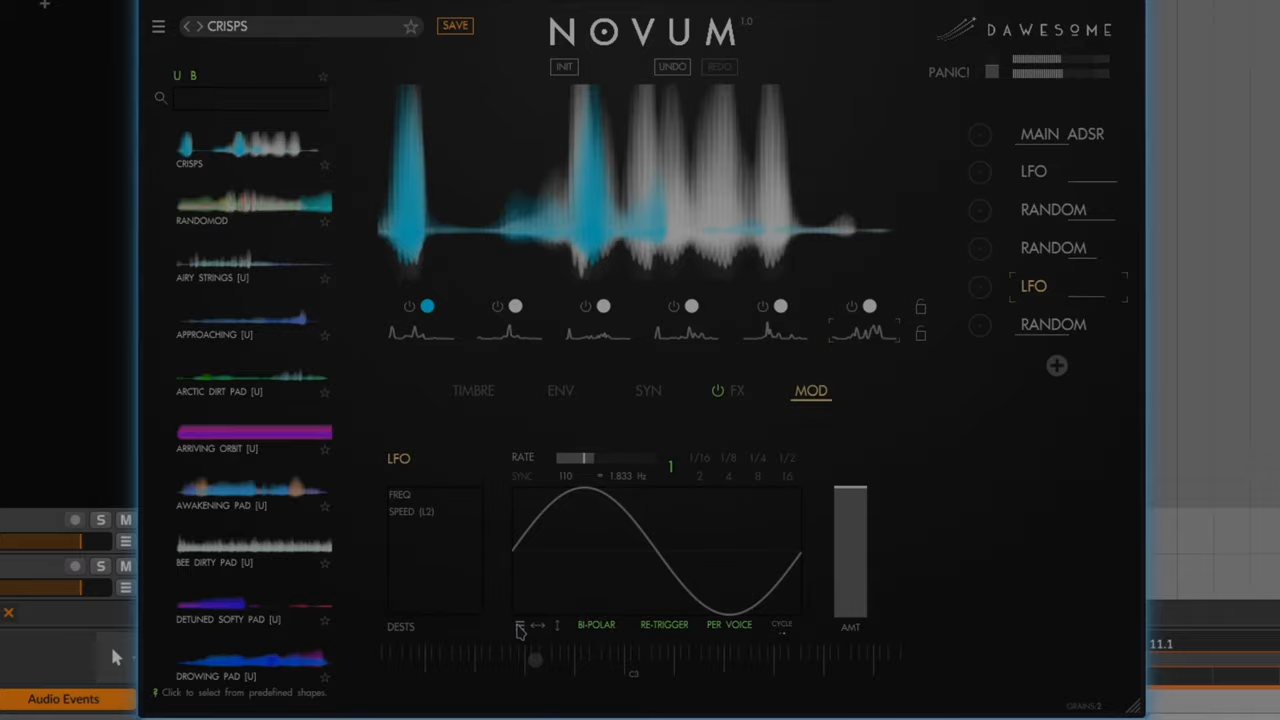 CRISPS
SAVE
NOVUM 1.0
DAWESOME
INIT
UNDO
REDO
PANIC!
U B
CRISPS
RANDOMOD
AIRY STRINGS [U]
APPROACHING [U]
ARCTIC DIRT PAD [U]
ARRIVING ORBIT [U]
AWAKENING PAD [U]
BEE DIRTY PAD [U]
DETUNED SOFTY PAD [U]
DROWING PAD [U]
Click to select from predefined shapes.
MAIN ADSR
LFO
RANDOM
RANDOM
LFO
RANDOM
TIMBRE
ENV
SYN
FX
MOD
LFO
RATE
1/16 1/8 1/4 1/2
1
SYNC
110 = 1.833 Hz
2 4 8 16
FREQ
SPEED (L2)
DESTS
BI-POLAR
RE-TRIGGER
PER VOICE
CYCLE
AMT
C3
GRAINS:2
S M
S M
11.1
Audio Events